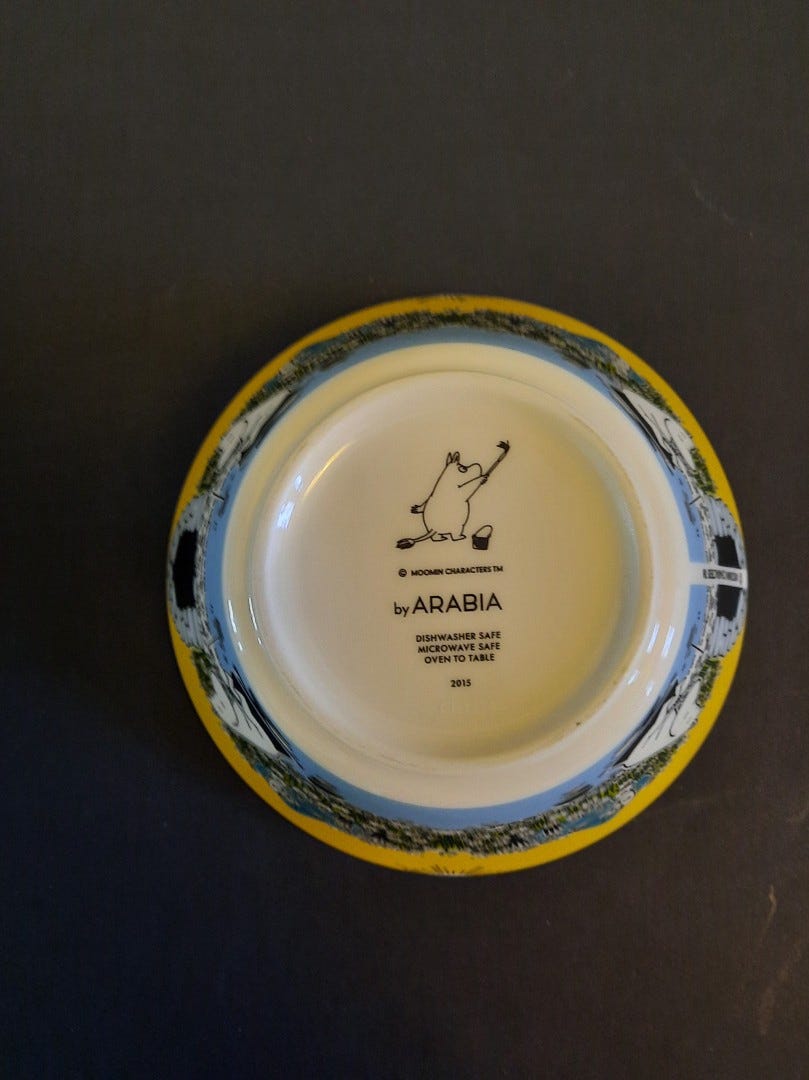 © MOOMIN CHARACTERS TM
by ARABIA
DISHWASHER SAFE
MICROWAVE SAFE
OVEN TO TABLE
2015